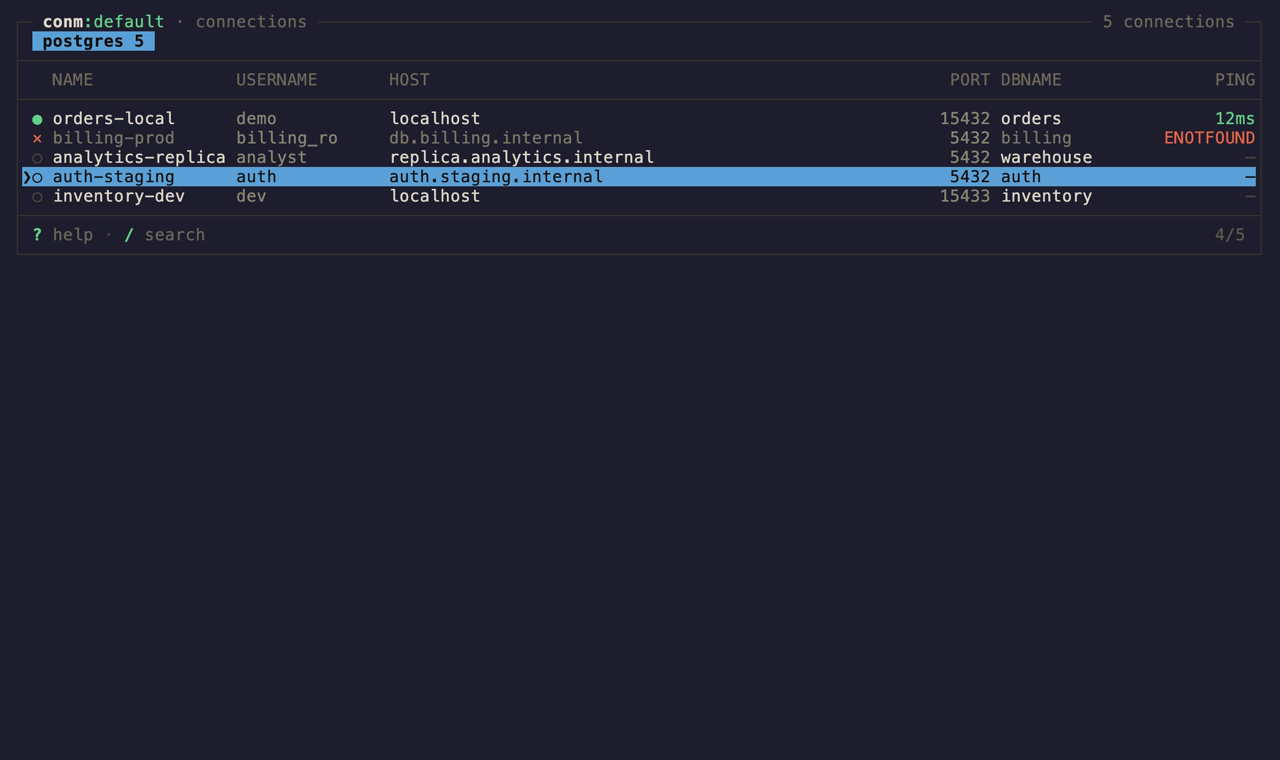 conm:default · connections 5 connections
postgres 5
NAME USERNAME HOST PORT DBNAME PING
● orders-local demo localhost 15432 orders 12ms
× billing-prod billing_ro db.billing.internal 5432 billing ENOTFOUND
○ analytics-replica analyst replica.analytics.internal 5432 warehouse —
❯○ auth-staging auth auth.staging.internal 5432 auth —
○ inventory-dev dev localhost 15433 inventory —
? help · / search 4/5